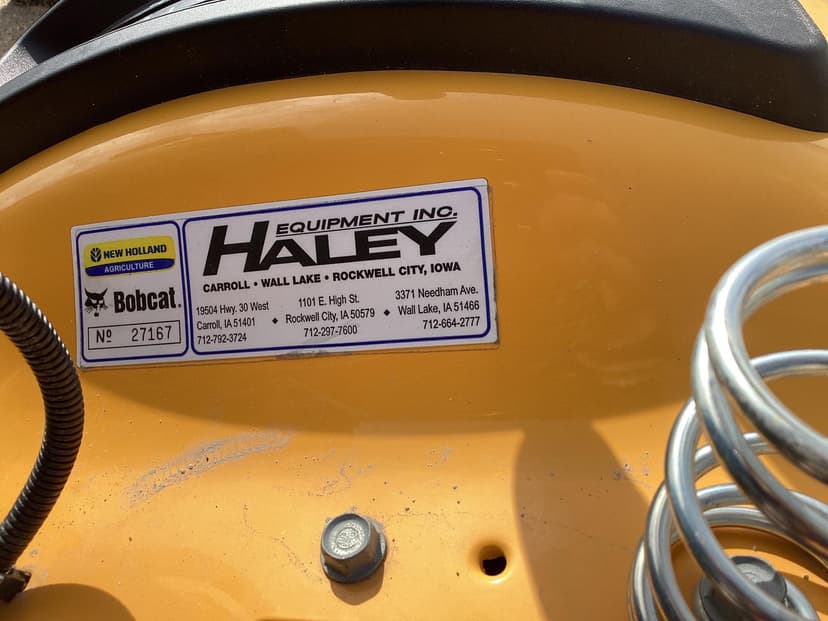 NEW HOLLAND
AGRICULTURE
Bobcat.
Nº 27167
EQUIPMENT INC.
HALEY
CARROLL • WALL LAKE • ROCKWELL CITY, IOWA
19504 Hwy. 30 West
Carroll, IA 51401
712-792-3724
1101 E. High St.
Rockwell City, IA 50579
712-297-7600
3371 Needham Ave.
Wall Lake, IA 51466
712-664-2777